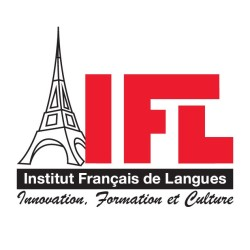 IFL
Institut Français de Langues
Innovation, Formation et Culture